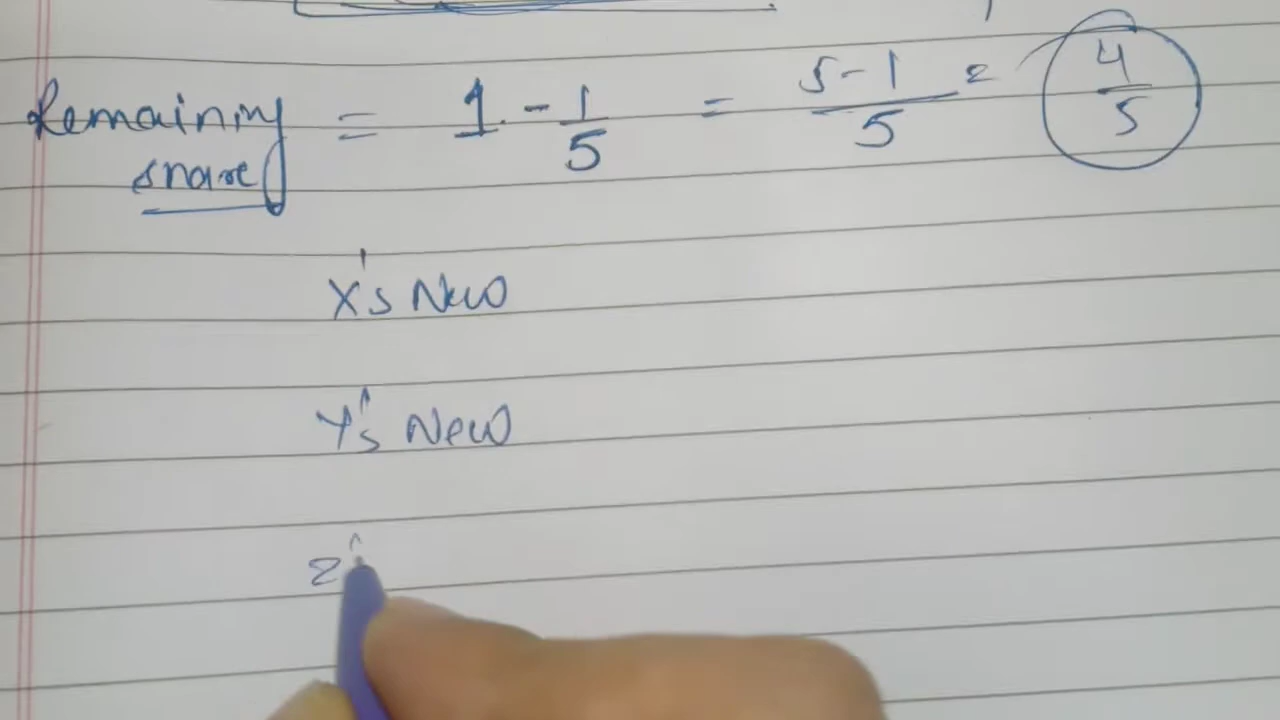 Remaining = 1 - 1/5 = 5-1/5 = 4/5
share
X's New
Y's New
Z'